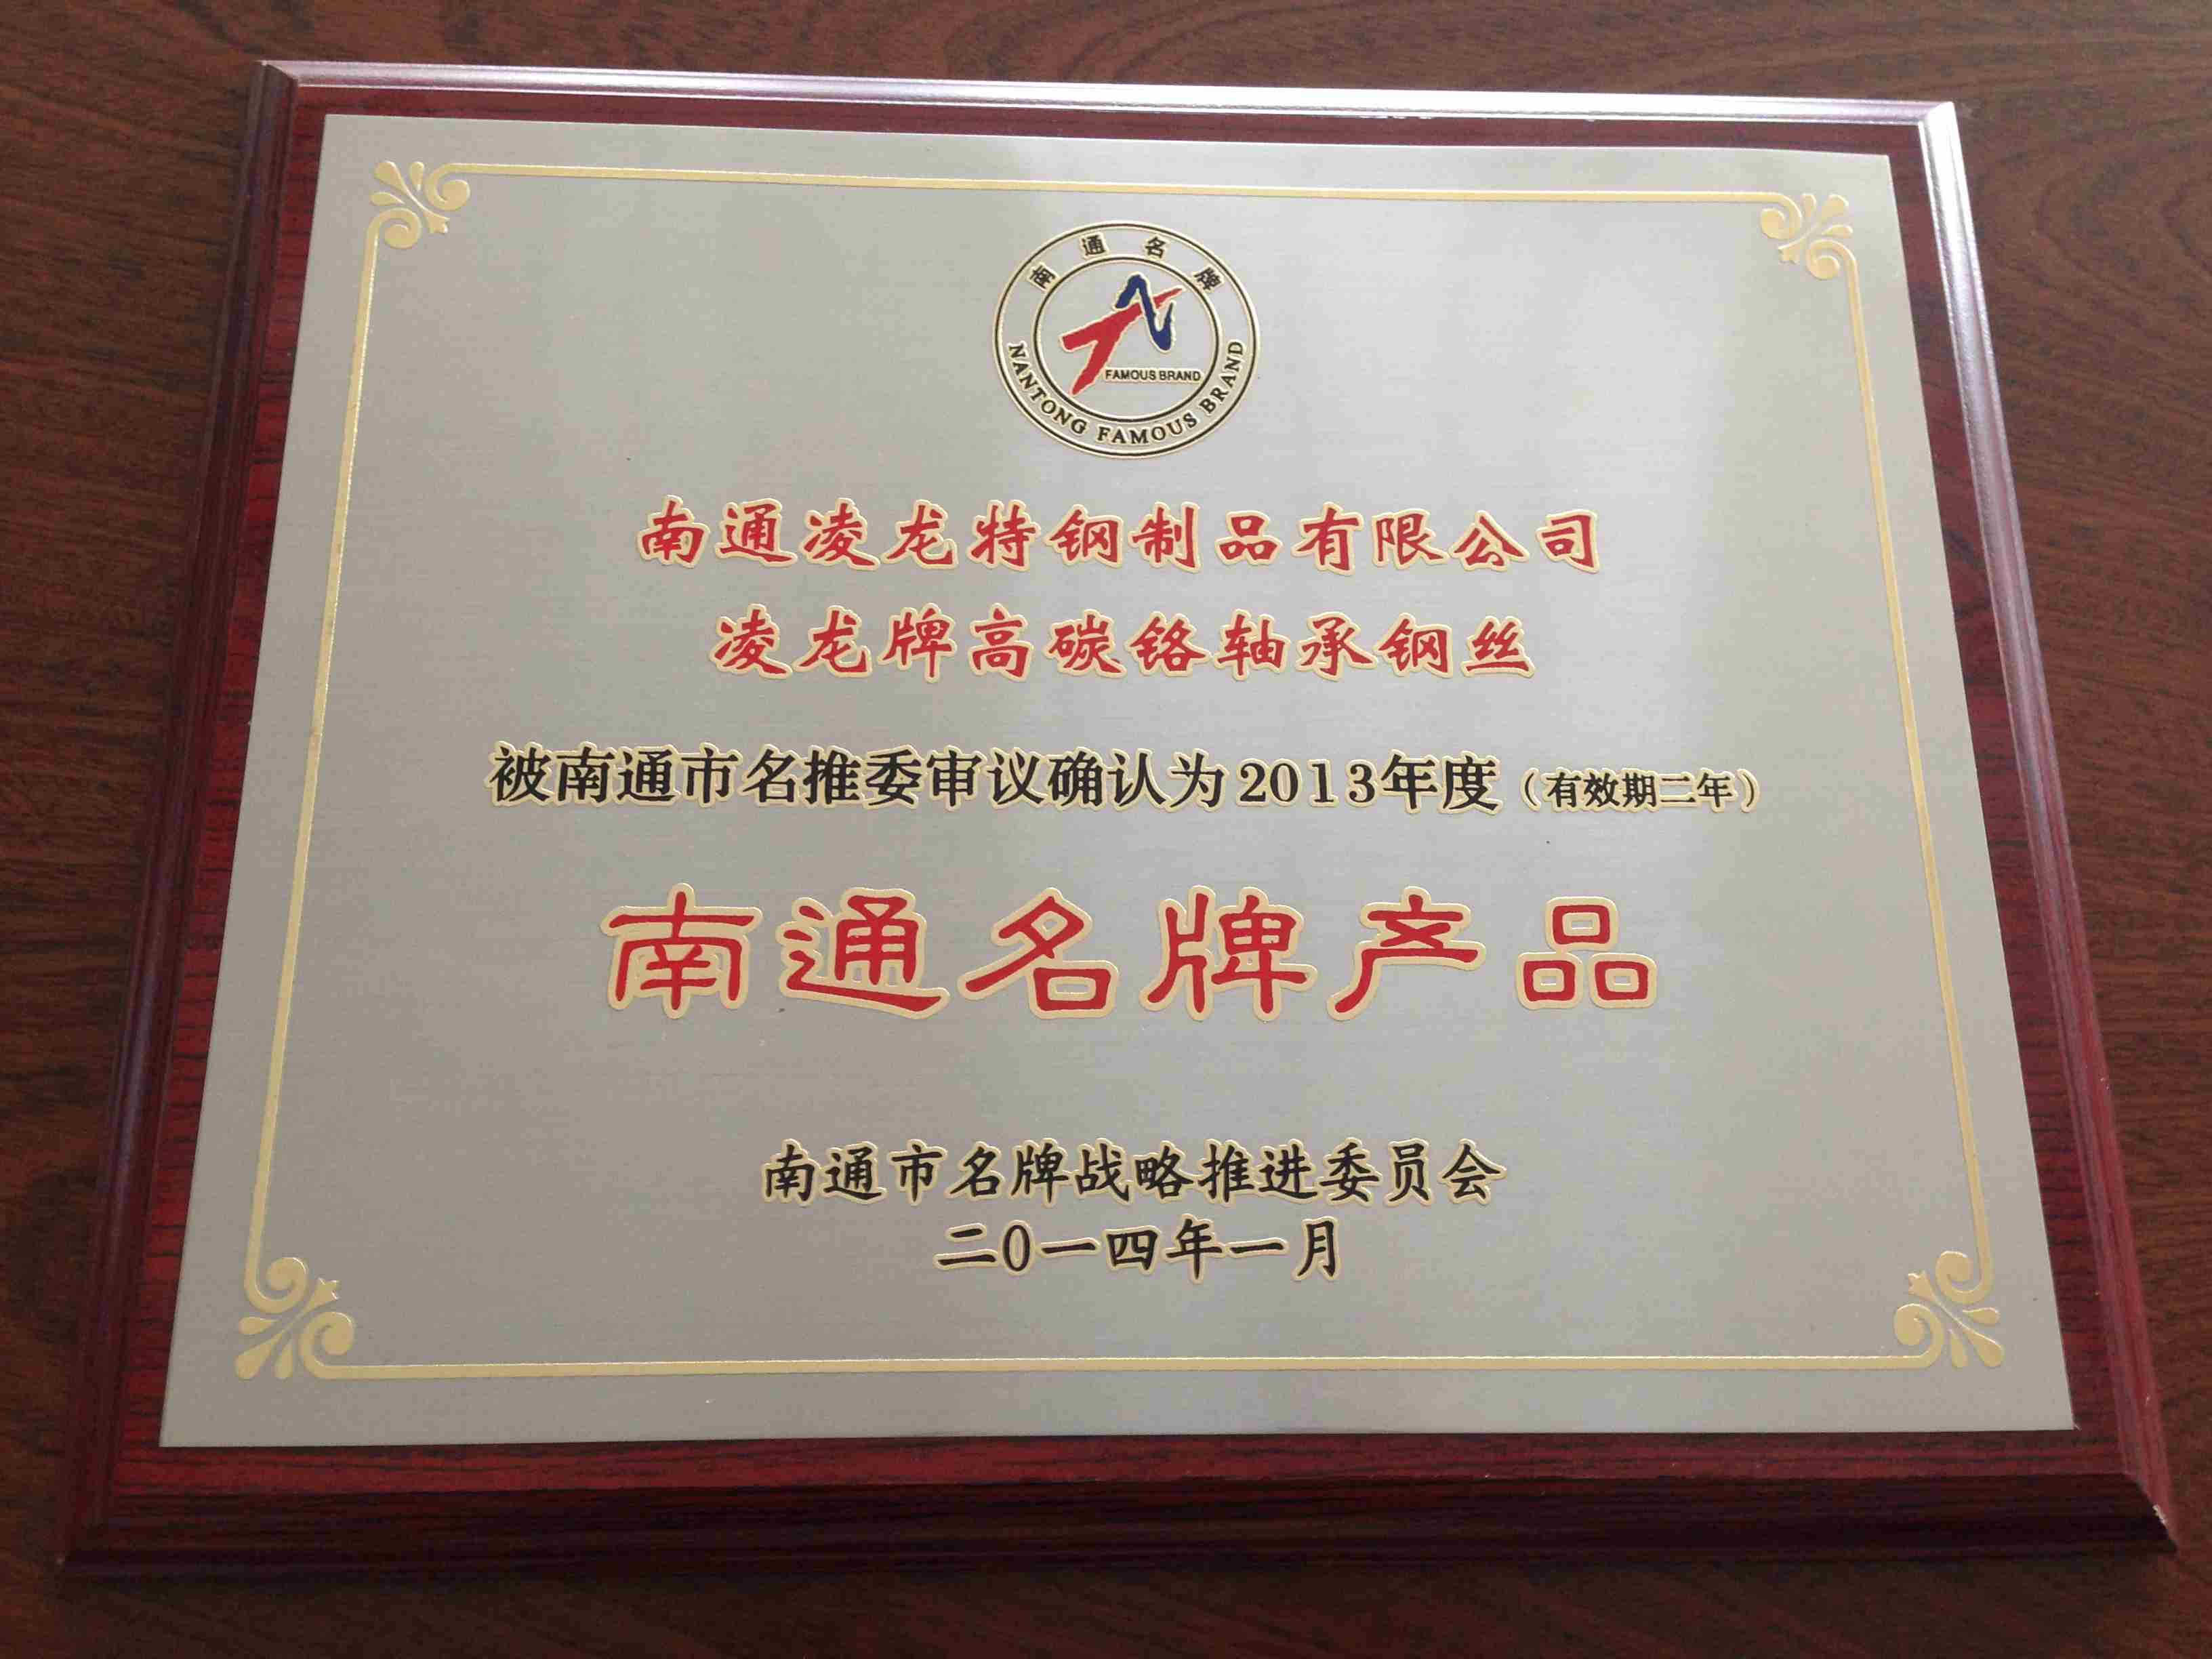 南通名牌
FAMOUS BRAND
NANTONG FAMOUS BRAND
南通凌龙特钢制品有限公司
凌龙牌高碳铬轴承钢丝
被南通市名推委审议确认为2013年度（有效期二年）
南通名牌产品
南通市名牌战略推进委员会
二0一四年一月